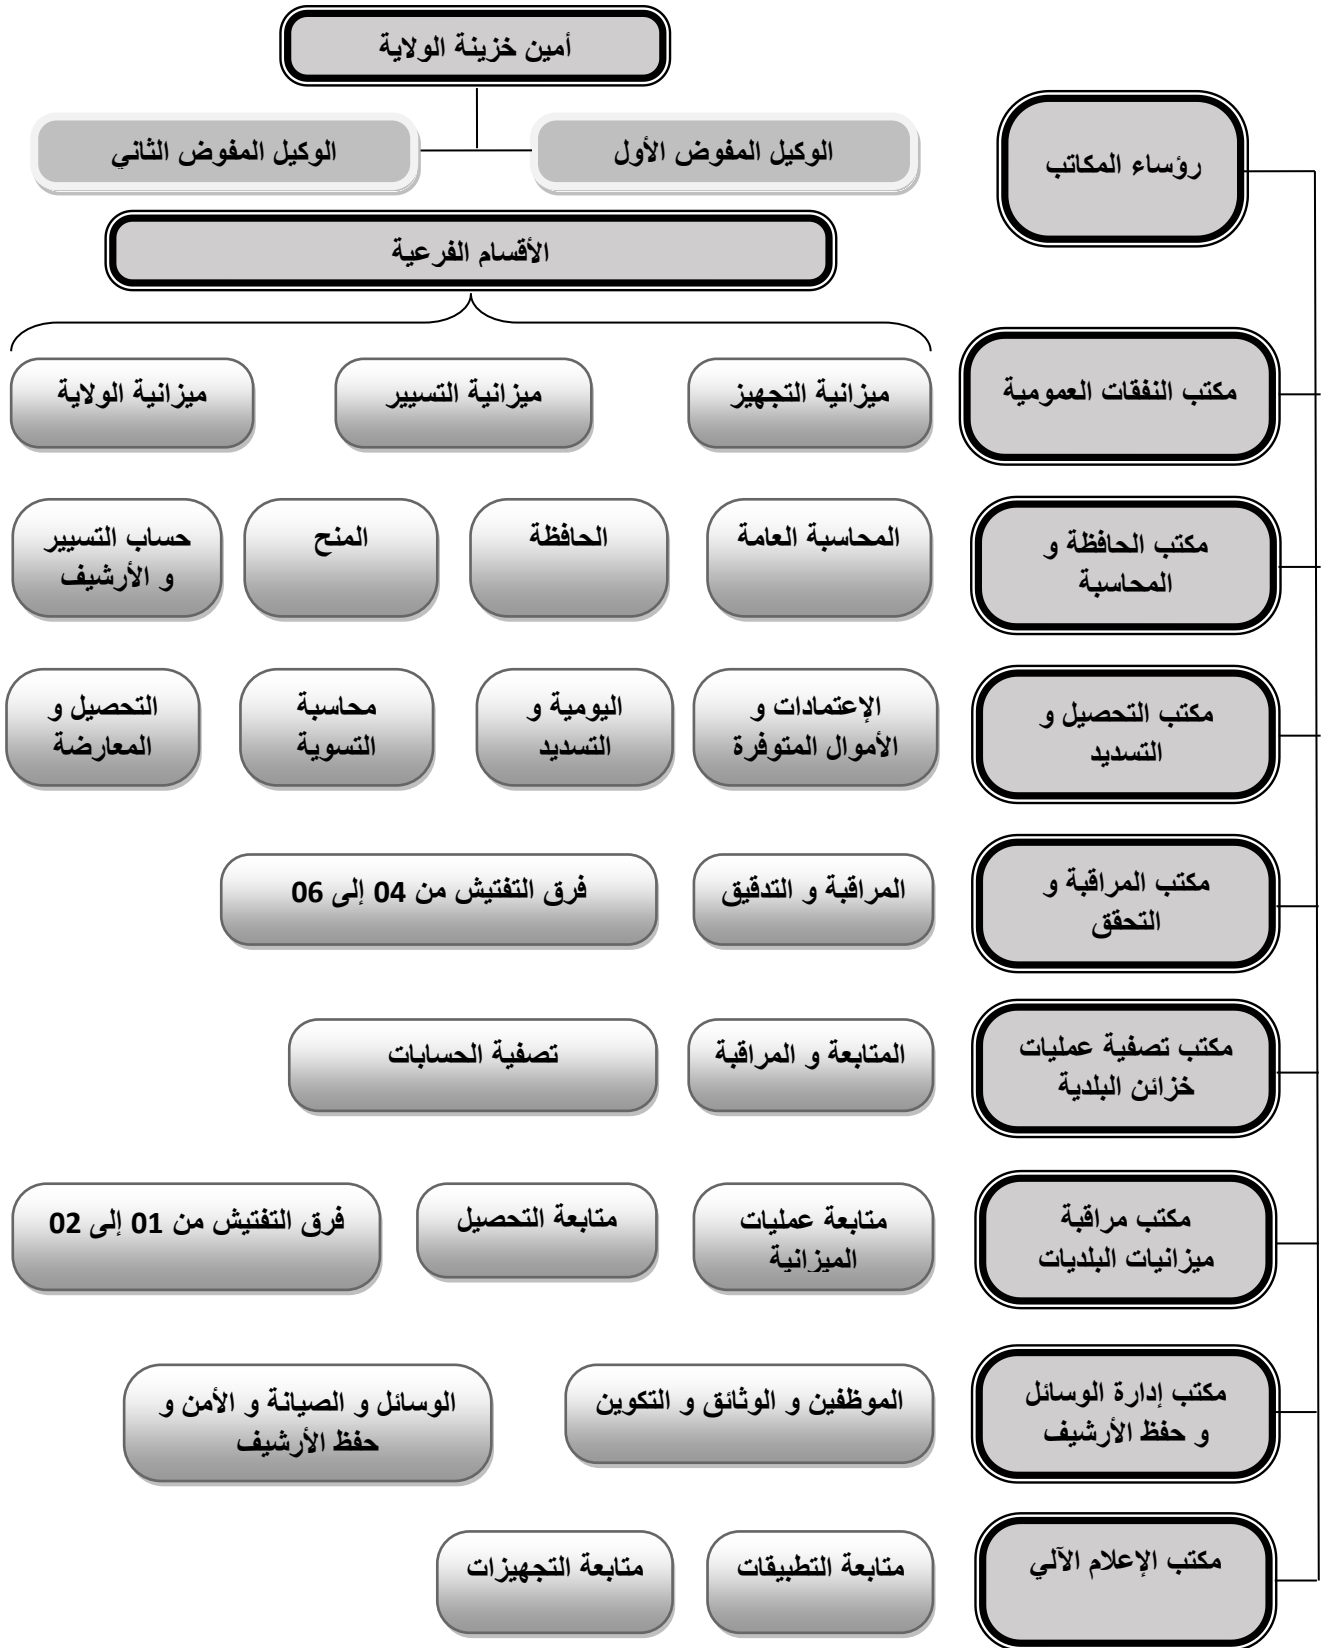 أمين خزينة الولاية
الوكيل المفوض الأول
الوكيل المفوض الثاني
رؤساء المكاتب
الأقسام الفرعية
مكتب النفقات العمومية
ميزانية التجهيز
ميزانية التسيير
ميزانية الولاية
مكتب الحافظة و
المحاسبة
المحاسبة العامة
الحافظة
المنح
حساب التسيير
و الأرشيف
مكتب التحصيل و
التسديد
الإعتمادات و
الأموال المتوفرة
اليومية و
التسديد
محاسبة
التسوية
التحصيل و
المعارضة
مكتب المراقبة و
التحقق
المراقبة و التدقيق
فرق التفتيش من 04 إلى 06
مكتب تصفية عمليات
خزائن البلدية
المتابعة و المراقبة
تصفية الحسابات
مكتب مراقبة
ميزانيات البلديات
متابعة عمليات
الميزانية
متابعة التحصيل
فرق التفتيش من 01 إلى 02
مكتب إدارة الوسائل
و حفظ الأرشيف
الموظفين و الوثائق و التكوين
الوسائل و الصيانة و الأمن و
حفظ الأرشيف
مكتب الإعلام الآلي
متابعة التطبيقات
متابعة التجهيزات